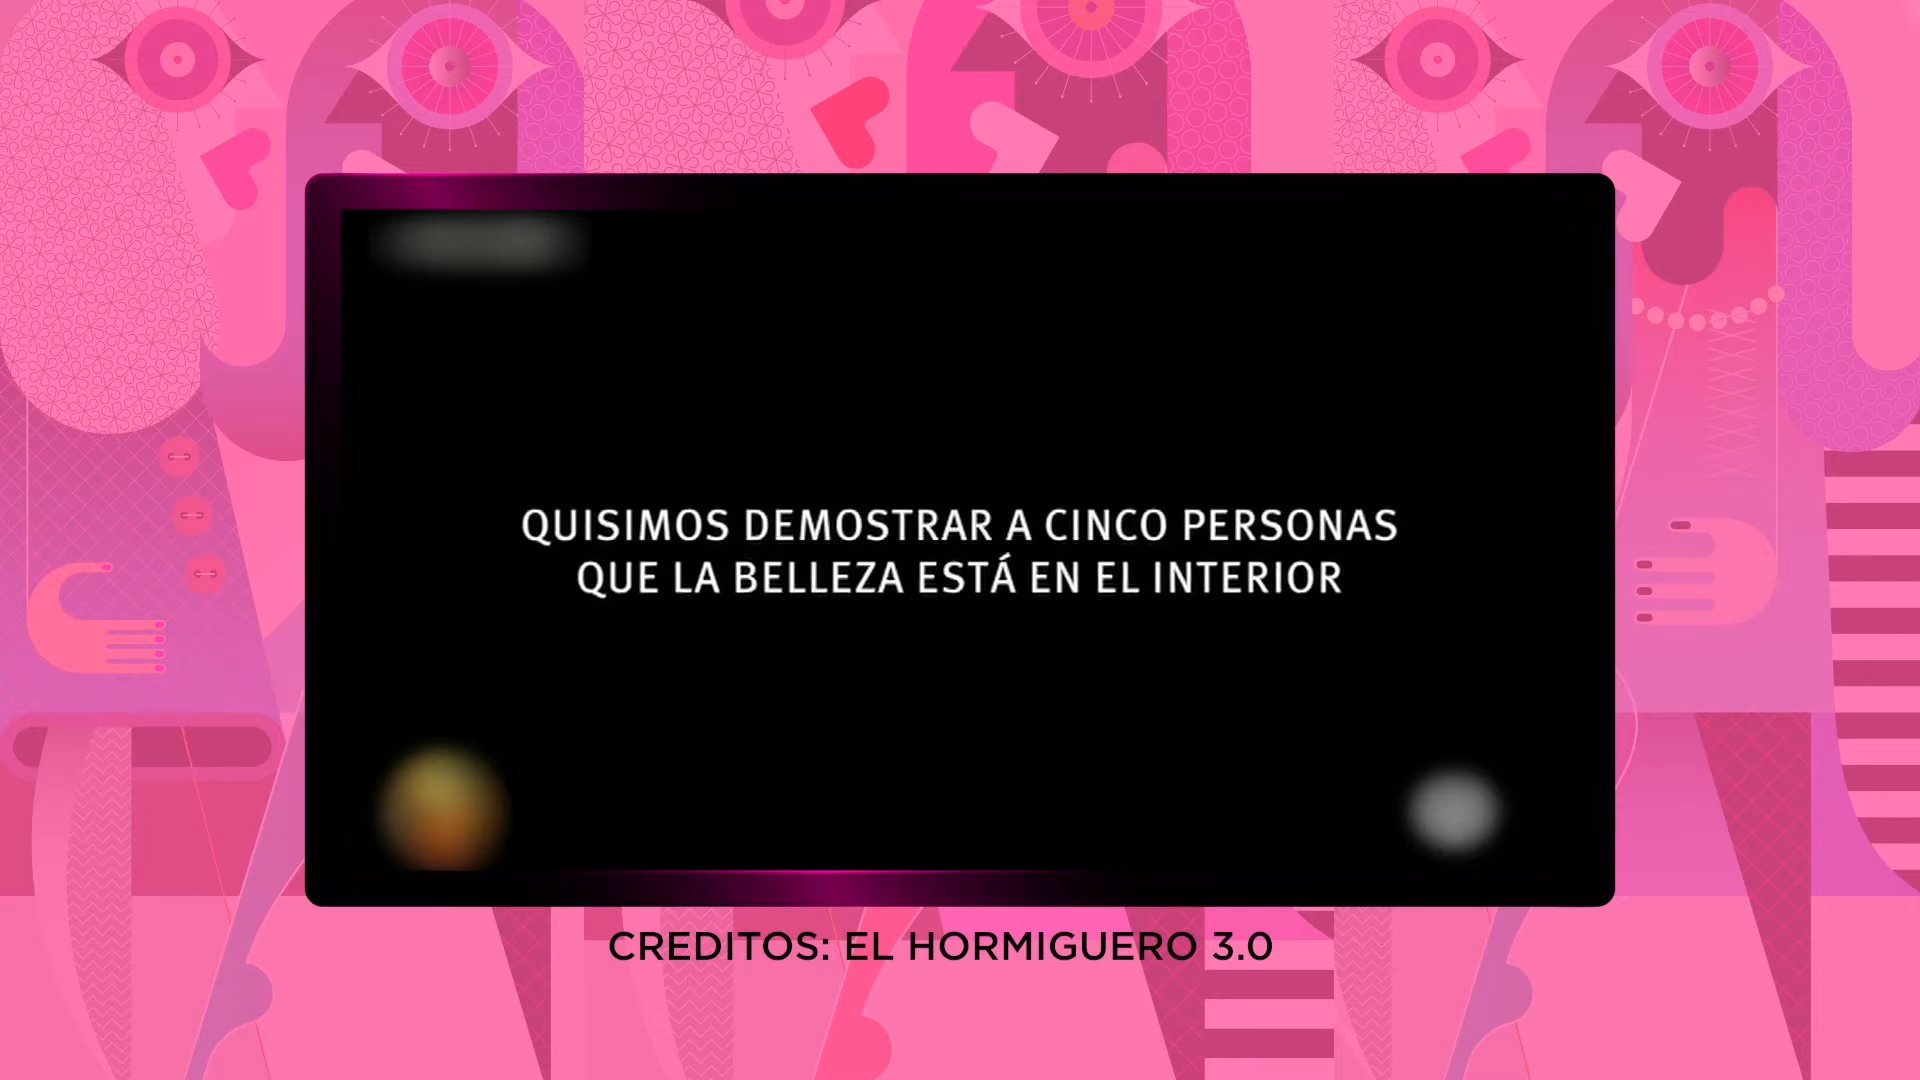 QUISIMOS DEMOSTRAR A CINCO PERSONAS
QUE LA BELLEZA ESTÁ EN EL INTERIOR
CREDITOS: EL HORMIGUERO 3.0